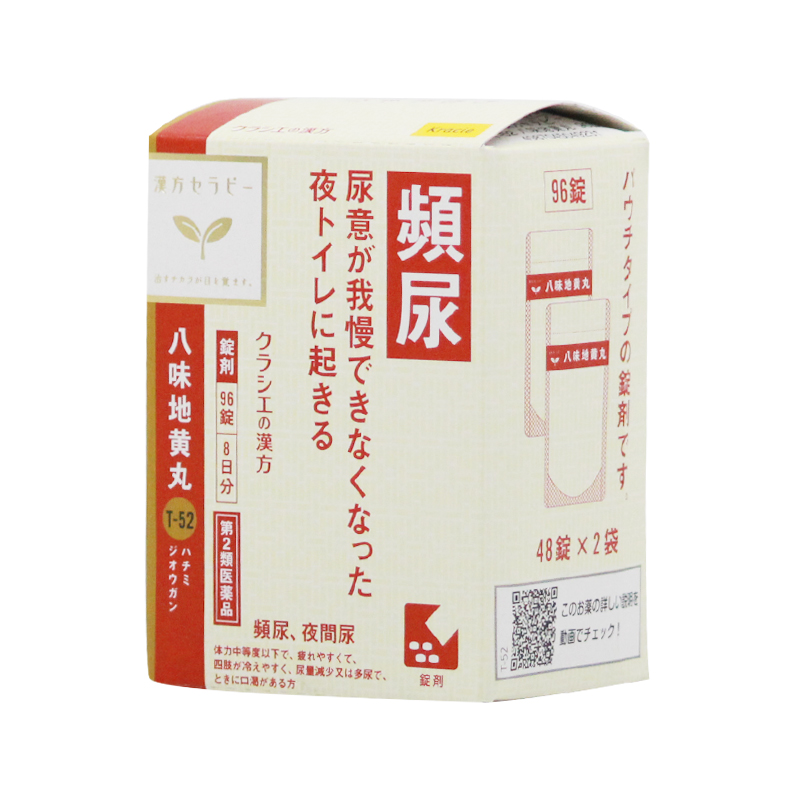 クラシエの漢方
Kracie
漢方セラピー
頻尿
尿意が我慢できなくなった
夜トイレに起きる
クラシエの漢方
錠剤
96錠
8日分
第2類医薬品
八味地黄丸
T-52
ハチミ
ジオウガン
頻尿、夜間尿
体力中等度以下で、疲れやすくて、
四肢が冷えやすく、尿量減少又は多尿で、
ときに口渇がある方
錠剤
96錠
パウチタイプの錠剤です。
八味地黄丸
八味地黄丸
48錠×2袋
このお薬の詳しい説明を
動画でチェック!
T-52